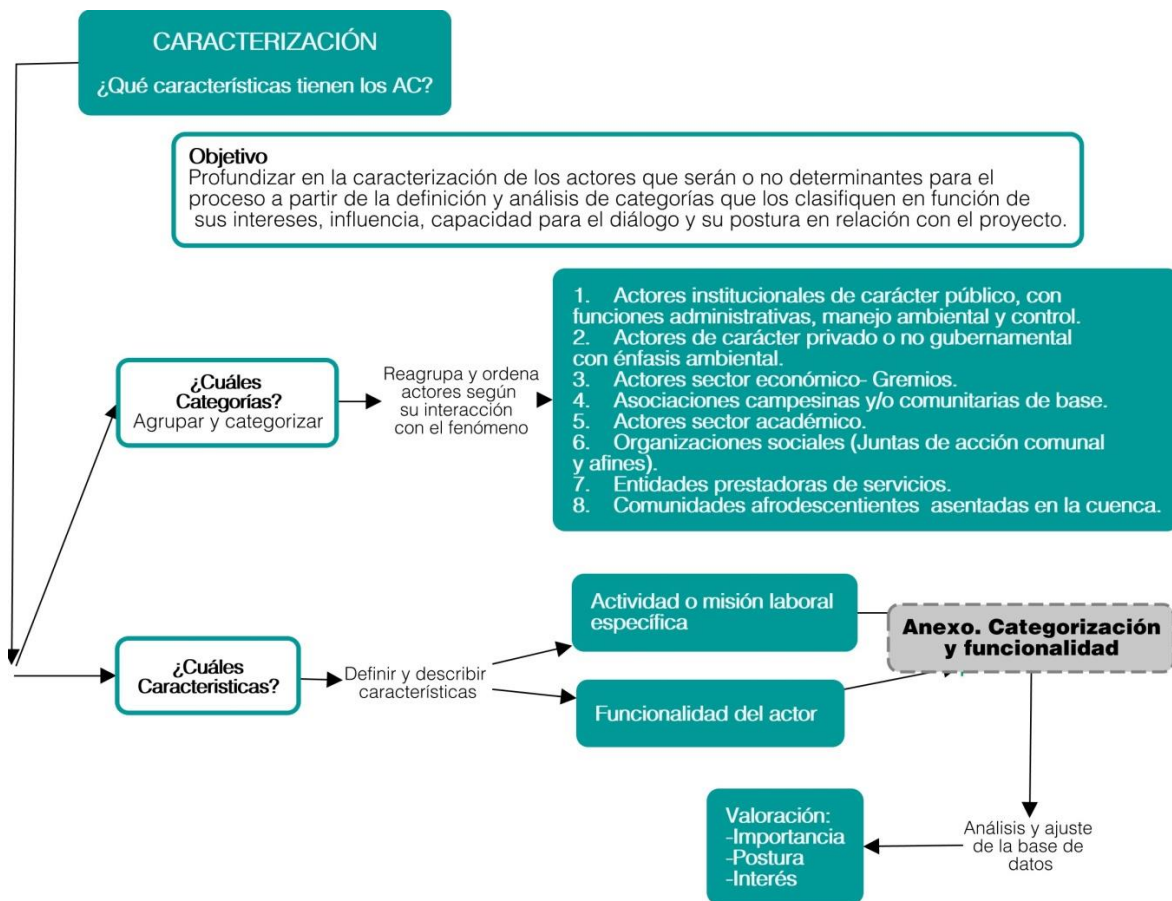 CARACTERIZACIÓN
¿Qué características tienen los AC?
Objetivo
Profundizar en la caracterización de los actores que serán o no determinantes para el
proceso a partir de la definición y análisis de categorías que los clasifiquen en función de
sus intereses, influencia, capacidad para el diálogo y su postura en relación con el proyecto.
¿Cuáles
Categorías?
Agrupar y categorizar
Reagrupa y ordena
actores según
su interacción
con el fenómeno
1. Actores institucionales de carácter público, con
funciones administrativas, manejo ambiental y control.
2. Actores de carácter privado o no gubernamental
con énfasis ambiental.
3. Actores sector económico- Gremios.
4. Asociaciones campesinas y/o comunitarias de base.
5. Actores sector académico.
6. Organizaciones sociales (Juntas de acción comunal
y afines).
7. Entidades prestadoras de servicios.
8. Comunidades afrodescentientes asentadas en la cuenca.
¿Cuáles
Caracteristicas?
Definir y describir
características
Actividad o misión laboral
específica
Funcionalidad del actor
Anexo. Categorización
y funcionalidad
Análisis y ajuste
de la base de
datos
Valoración:
-Importancia
-Postura
-Interés